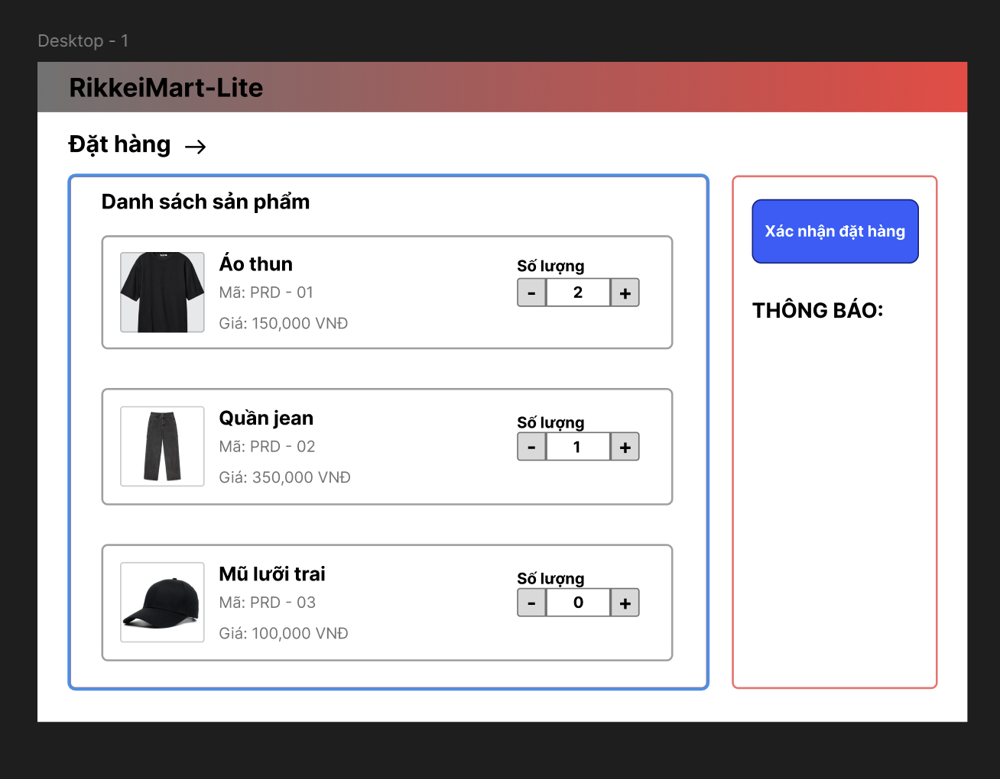 Desktop - 1
RikkeiMart-Lite
Đặt hàng →
Danh sách sản phẩm
Áo thun
Mã: PRD - 01
Giá: 150,000 VNĐ
Số lượng
- 2 +
Quần jean
Mã: PRD - 02
Giá: 350,000 VNĐ
Số lượng
- 1 +
Mũ lưỡi trai
Mã: PRD - 03
Giá: 100,000 VNĐ
Số lượng
- 0 +
Xác nhận đặt hàng
THÔNG BÁO: